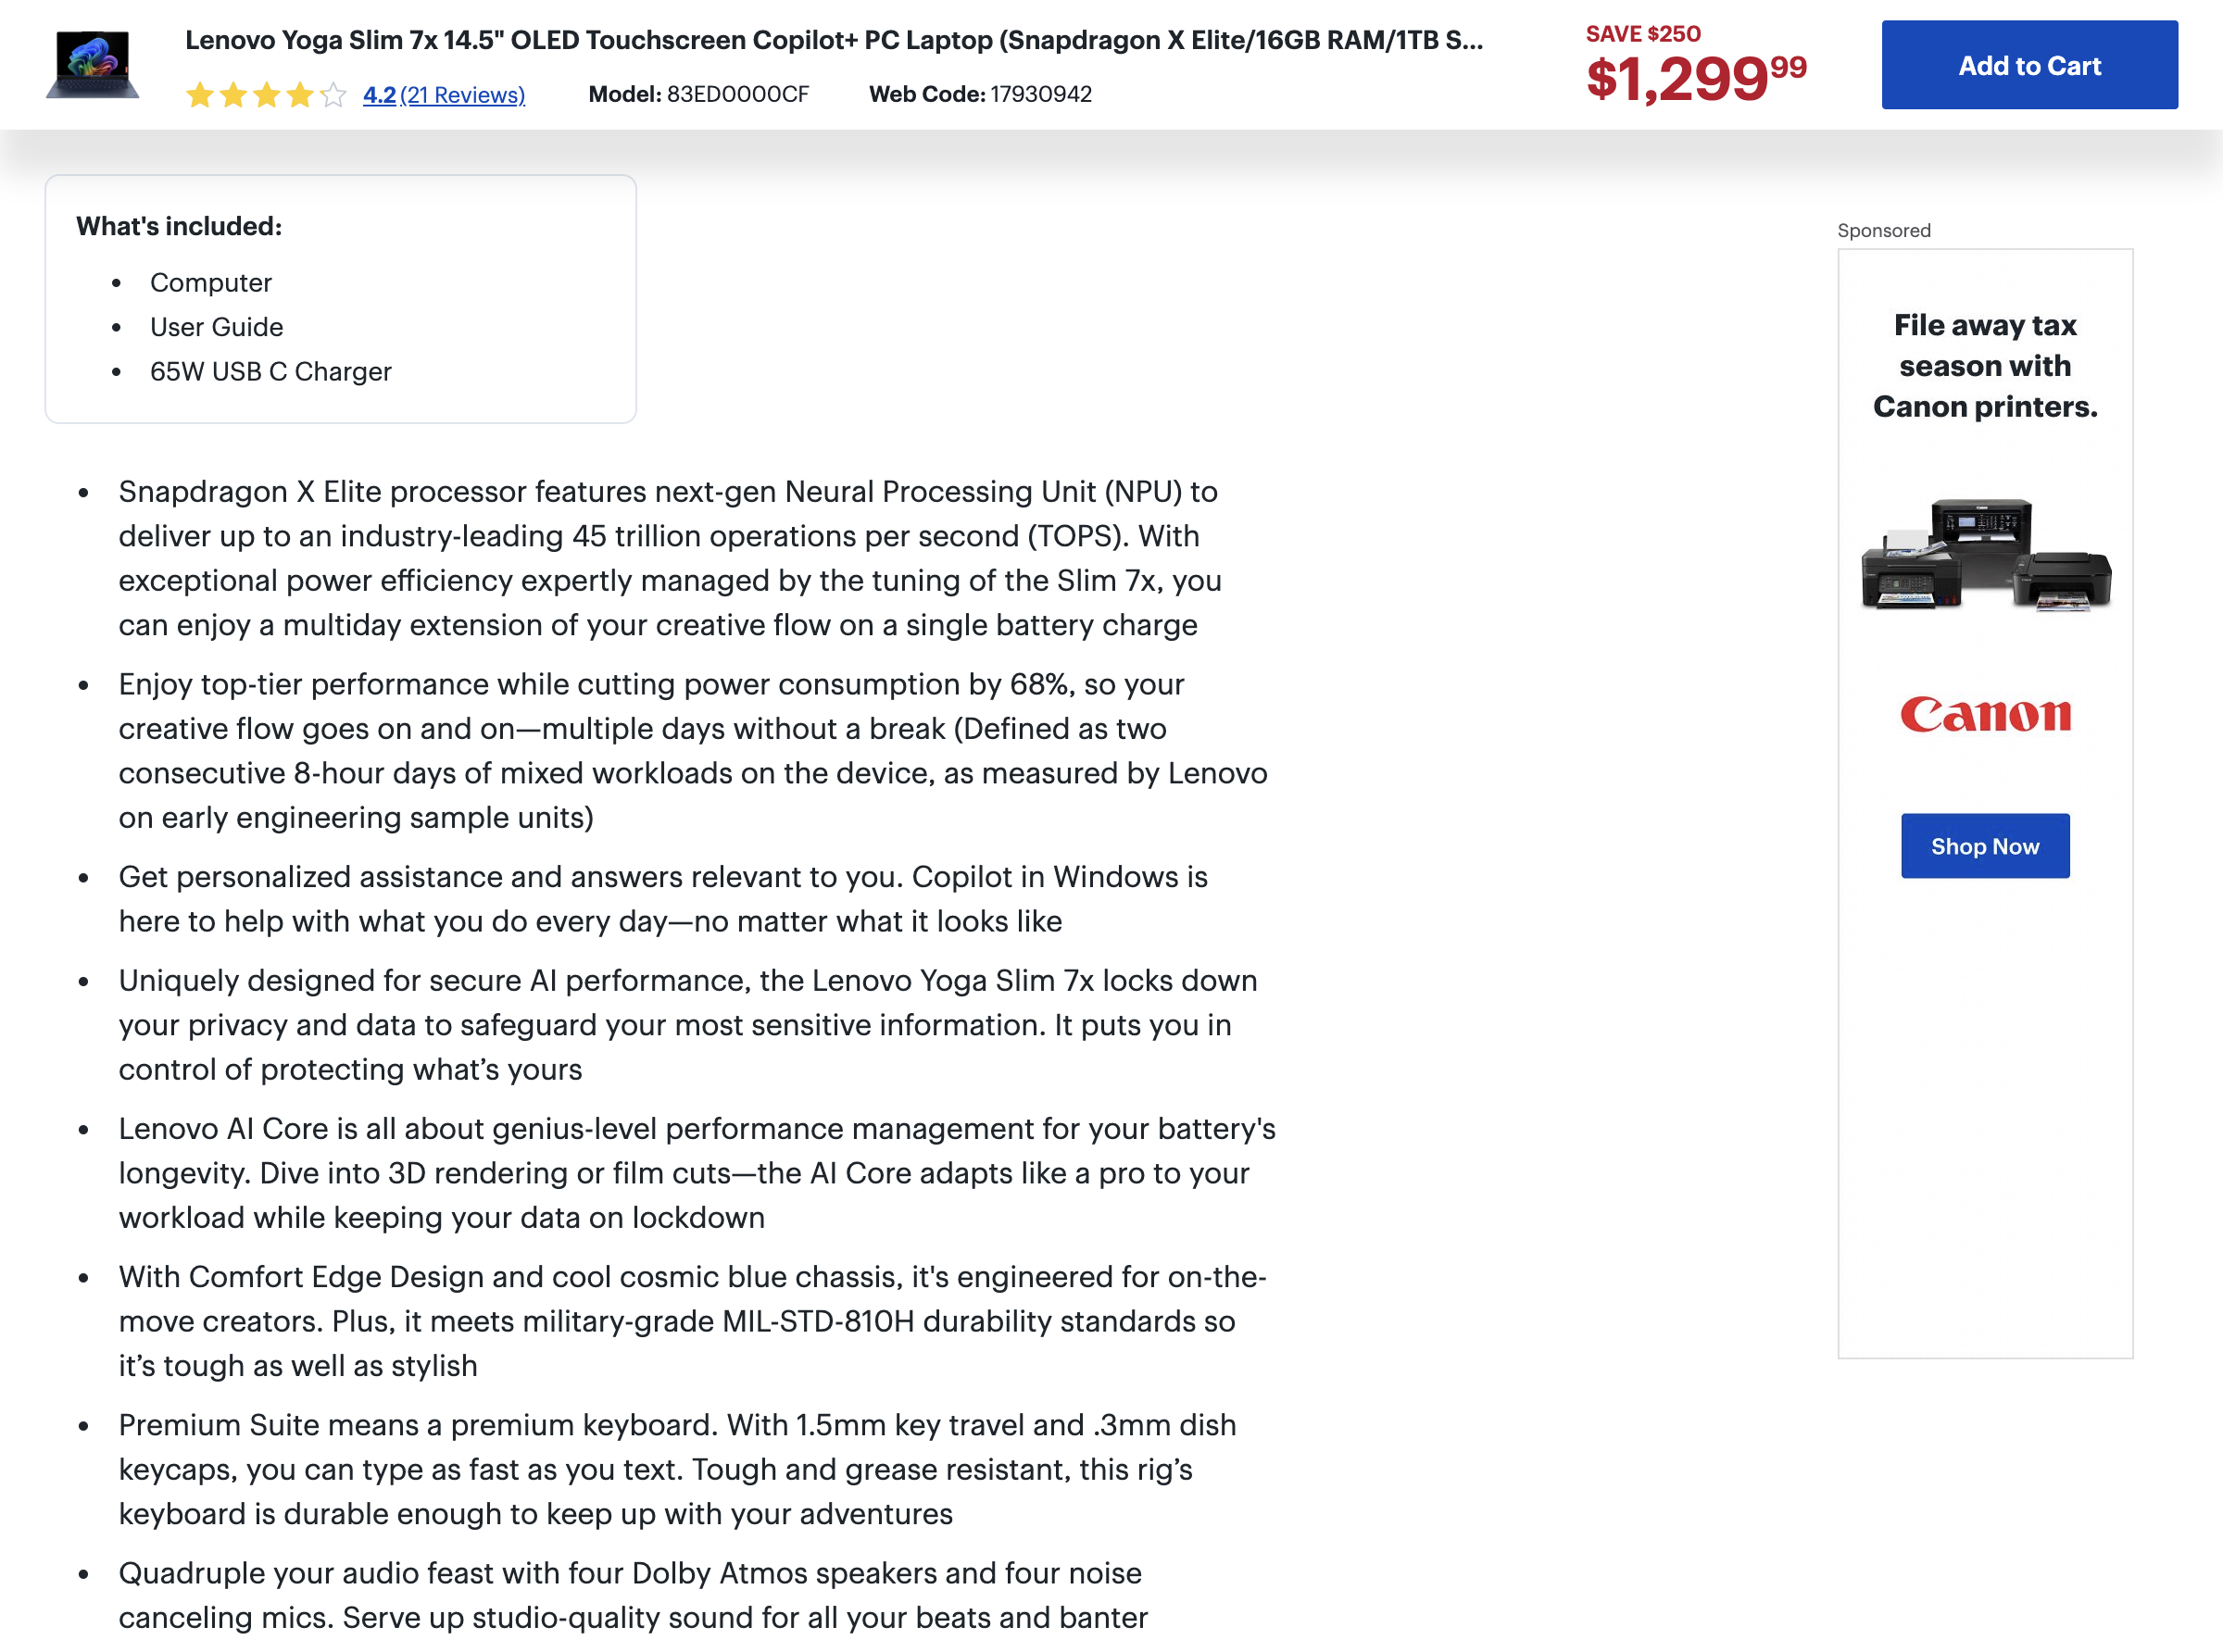 Lenovo Yoga Slim 7x 14.5" OLED Touchscreen Copilot+ PC Laptop (Snapdragon X Elite/16GB RAM/1TB S...
4.2 (21 Reviews)
Model: 83ED0000CF
Web Code: 17930942
SAVE $250
$1,299.99
Add to Cart
What's included:
• Computer
• User Guide
• 65W USB C Charger
• Snapdragon X Elite processor features next-gen Neural Processing Unit (NPU) to
deliver up to an industry-leading 45 trillion operations per second (TOPS). With
exceptional power efficiency expertly managed by the tuning of the Slim 7x, you
can enjoy a multiday extension of your creative flow on a single battery charge
• Enjoy top-tier performance while cutting power consumption by 68%, so your
creative flow goes on and on—multiple days without a break (Defined as two
consecutive 8-hour days of mixed workloads on the device, as measured by Lenovo
on early engineering sample units)
• Get personalized assistance and answers relevant to you. Copilot in Windows is
here to help with what you do every day—no matter what it looks like
• Uniquely designed for secure AI performance, the Lenovo Yoga Slim 7x locks down
your privacy and data to safeguard your most sensitive information. It puts you in
control of protecting what’s yours
• Lenovo AI Core is all about genius-level performance management for your battery's
longevity. Dive into 3D rendering or film cuts—the AI Core adapts like a pro to your
workload while keeping your data on lockdown
• With Comfort Edge Design and cool cosmic blue chassis, it's engineered for on-the-
move creators. Plus, it meets military-grade MIL-STD-810H durability standards so
it’s tough as well as stylish
• Premium Suite means a premium keyboard. With 1.5mm key travel and .3mm dish
keycaps, you can type as fast as you text. Tough and grease resistant, this rig’s
keyboard is durable enough to keep up with your adventures
• Quadruple your audio feast with four Dolby Atmos speakers and four noise
canceling mics. Serve up studio-quality sound for all your beats and banter
Sponsored
File away tax
season with
Canon printers.
Canon
Shop Now